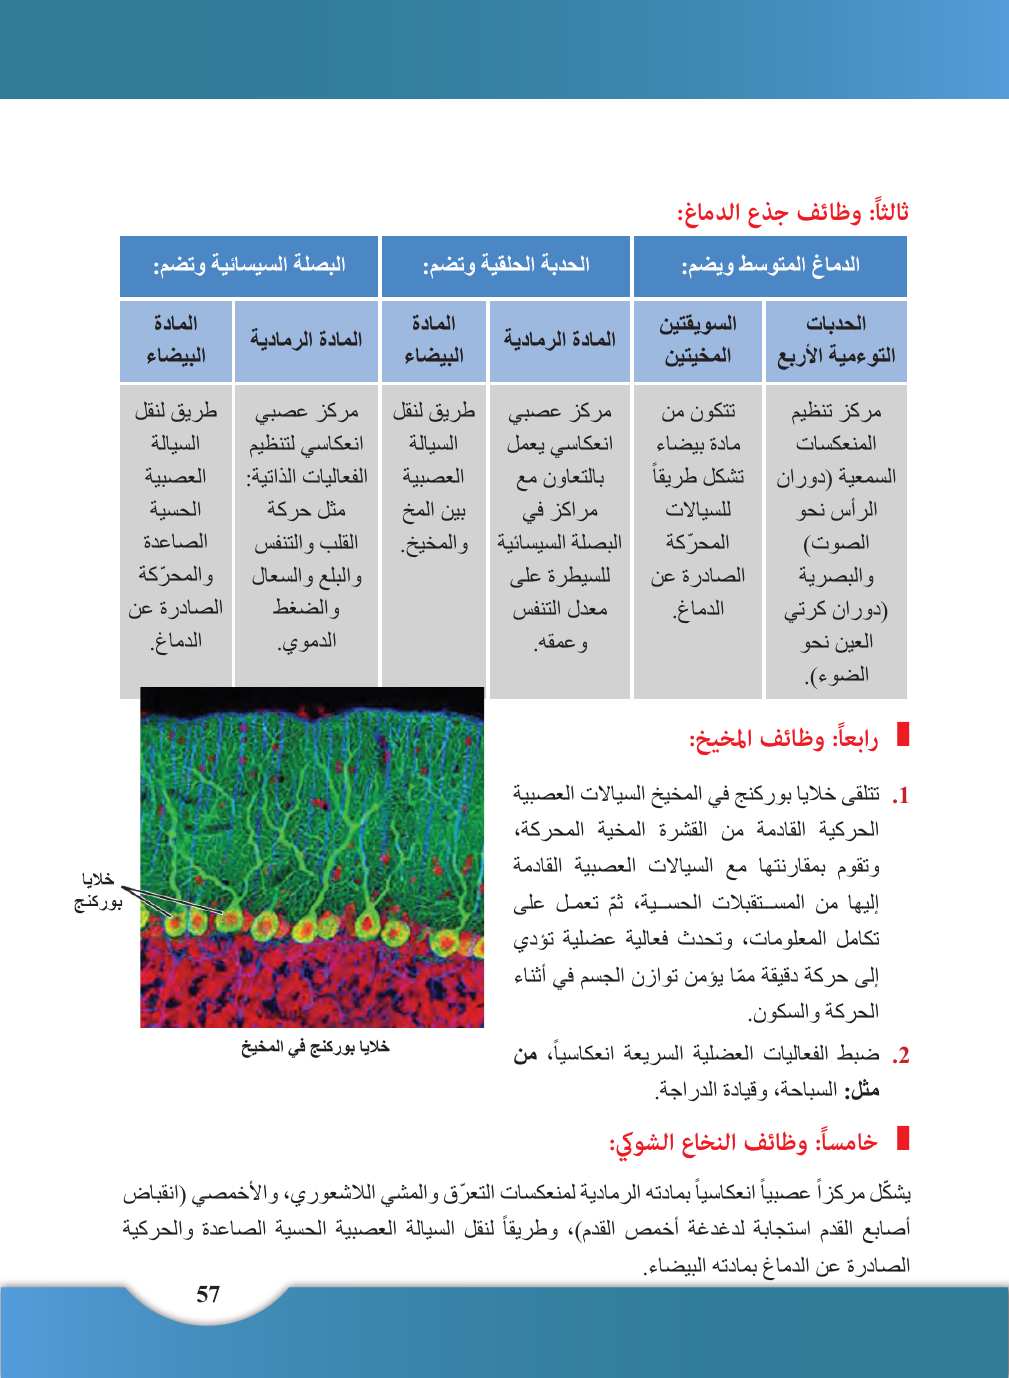 ثالثاً: وظائف جذع الدماغ:
الدماغ المتوسط ويضم:
الحدبة الحلقية وتضم:
البصلة السيسائية وتضم:
الحدبات
التوءمية الأربع
السويقتين
المخيتين
المادة الرمادية
المادة
البيضاء
المادة الرمادية
المادة
البيضاء
مركز تنظيم
المنعكسات
السمعية (دوران
الرأس نحو
الصوت)
والبصرية
(دوران كرتي
العين نحو
الضوء).
تتكون من
مادة بيضاء
تشكل طريقاً
للسيالات
المحرّكة
الصادرة عن
الدماغ.
مركز عصبي
انعكاسي يعمل
بالتعاون مع
مراكز في
البصلة السيسائية
للسيطرة على
معدل التنفس
وعمقه.
طريق لنقل
السيالة
العصبية
بين المخ
والمخيخ.
مركز عصبي
انعكاسي لتنظيم
الفعاليات الذاتية:
مثل حركة
القلب والتنفس
والبلع والسعال
والضغط
الدموي.
طريق لنقل
السيالة
العصبية
الحسية
الصاعدة
والمحرّكة
الصادرة عن
الدماغ.
رابعاً: وظائف المخيخ:
1. تتلقى خلايا بوركنج في المخيخ السيالات العصبية
الحركية القادمة من القشرة المخية المحركة،
وتقوم بمقارنتها مع السيالات العصبية القادمة
إليها من المستقبلات الحسية، ثمّ تعمل على
تكامل المعلومات، وتحدث فعالية عضلية تؤدي
إلى حركة دقيقة ممّا يؤمن توازن الجسم في أثناء
الحركة والسكون.
2. ضبط الفعاليات العضلية السريعة انعكاسياً، من
مثل: السباحة، وقيادة الدراجة.
خلايا
بوركنج
خلايا بوركنج في المخيخ
خامساً: وظائف النخاع الشوكي:
يشكّل مركزاً عصبياً انعكاسياً بمادته الرمادية لمنعكسات التعرّق والمشي اللاشعوري، والأخمصي (انقباض
أصابع القدم استجابة لدغدغة أخمص القدم)، وطريقاً لنقل السيالة العصبية الحسية الصاعدة والحركية
الصادرة عن الدماغ بمادته البيضاء.
57